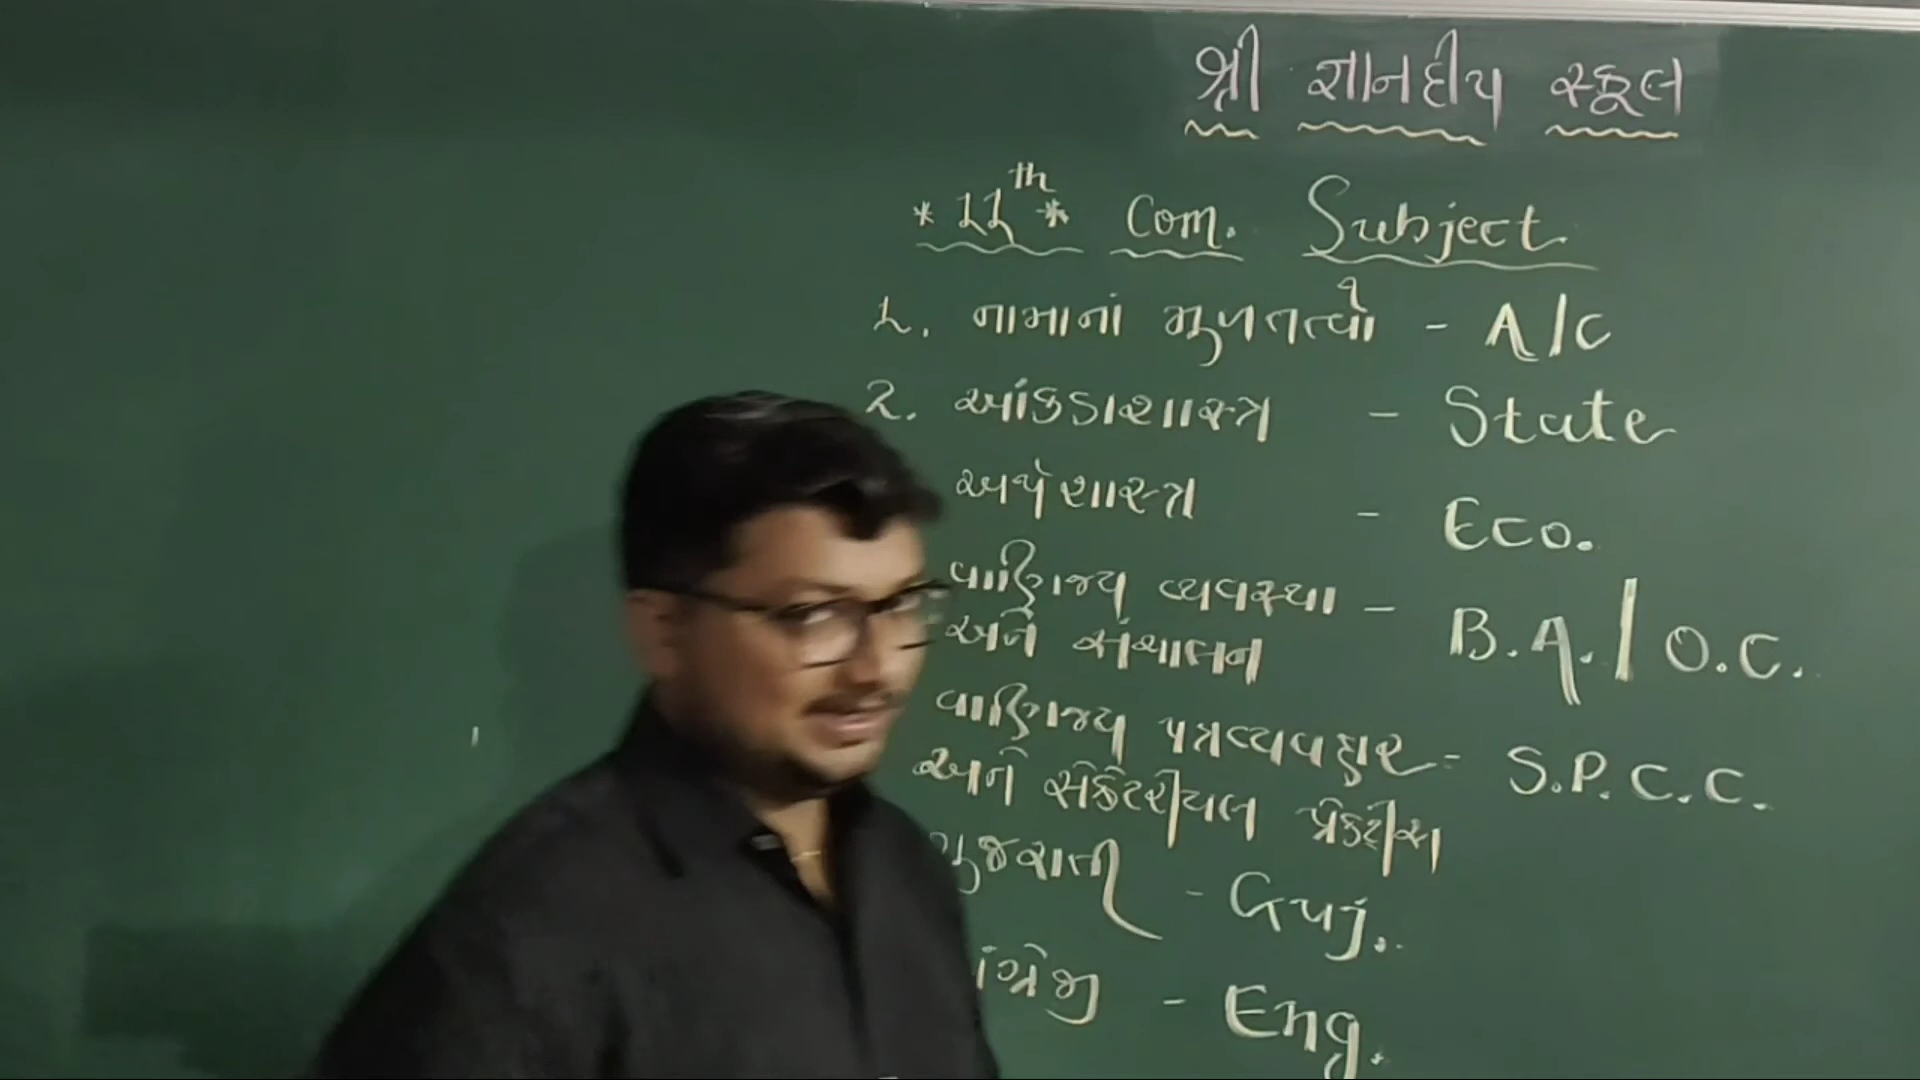 શ્રી જ્ઞાનદીપ સ્કૂલ
* 11th * Com. Subject
1. નામાનાં મુળતત્વો - A/C
2. આંકડાશાસ્ત્ર - State
અર્થશાસ્ત્ર - Eco.
વાણિજ્ય વ્યવસ્થા - B.A. / O.C.
અને સંચાલન
વાણિજ્ય પત્રવ્યવહાર - S.P.C.C.
અને સેક્રેટરીયલ પ્રેક્ટીસ
ગુજરાતી - Guj.
અંગ્રેજી - Eng.